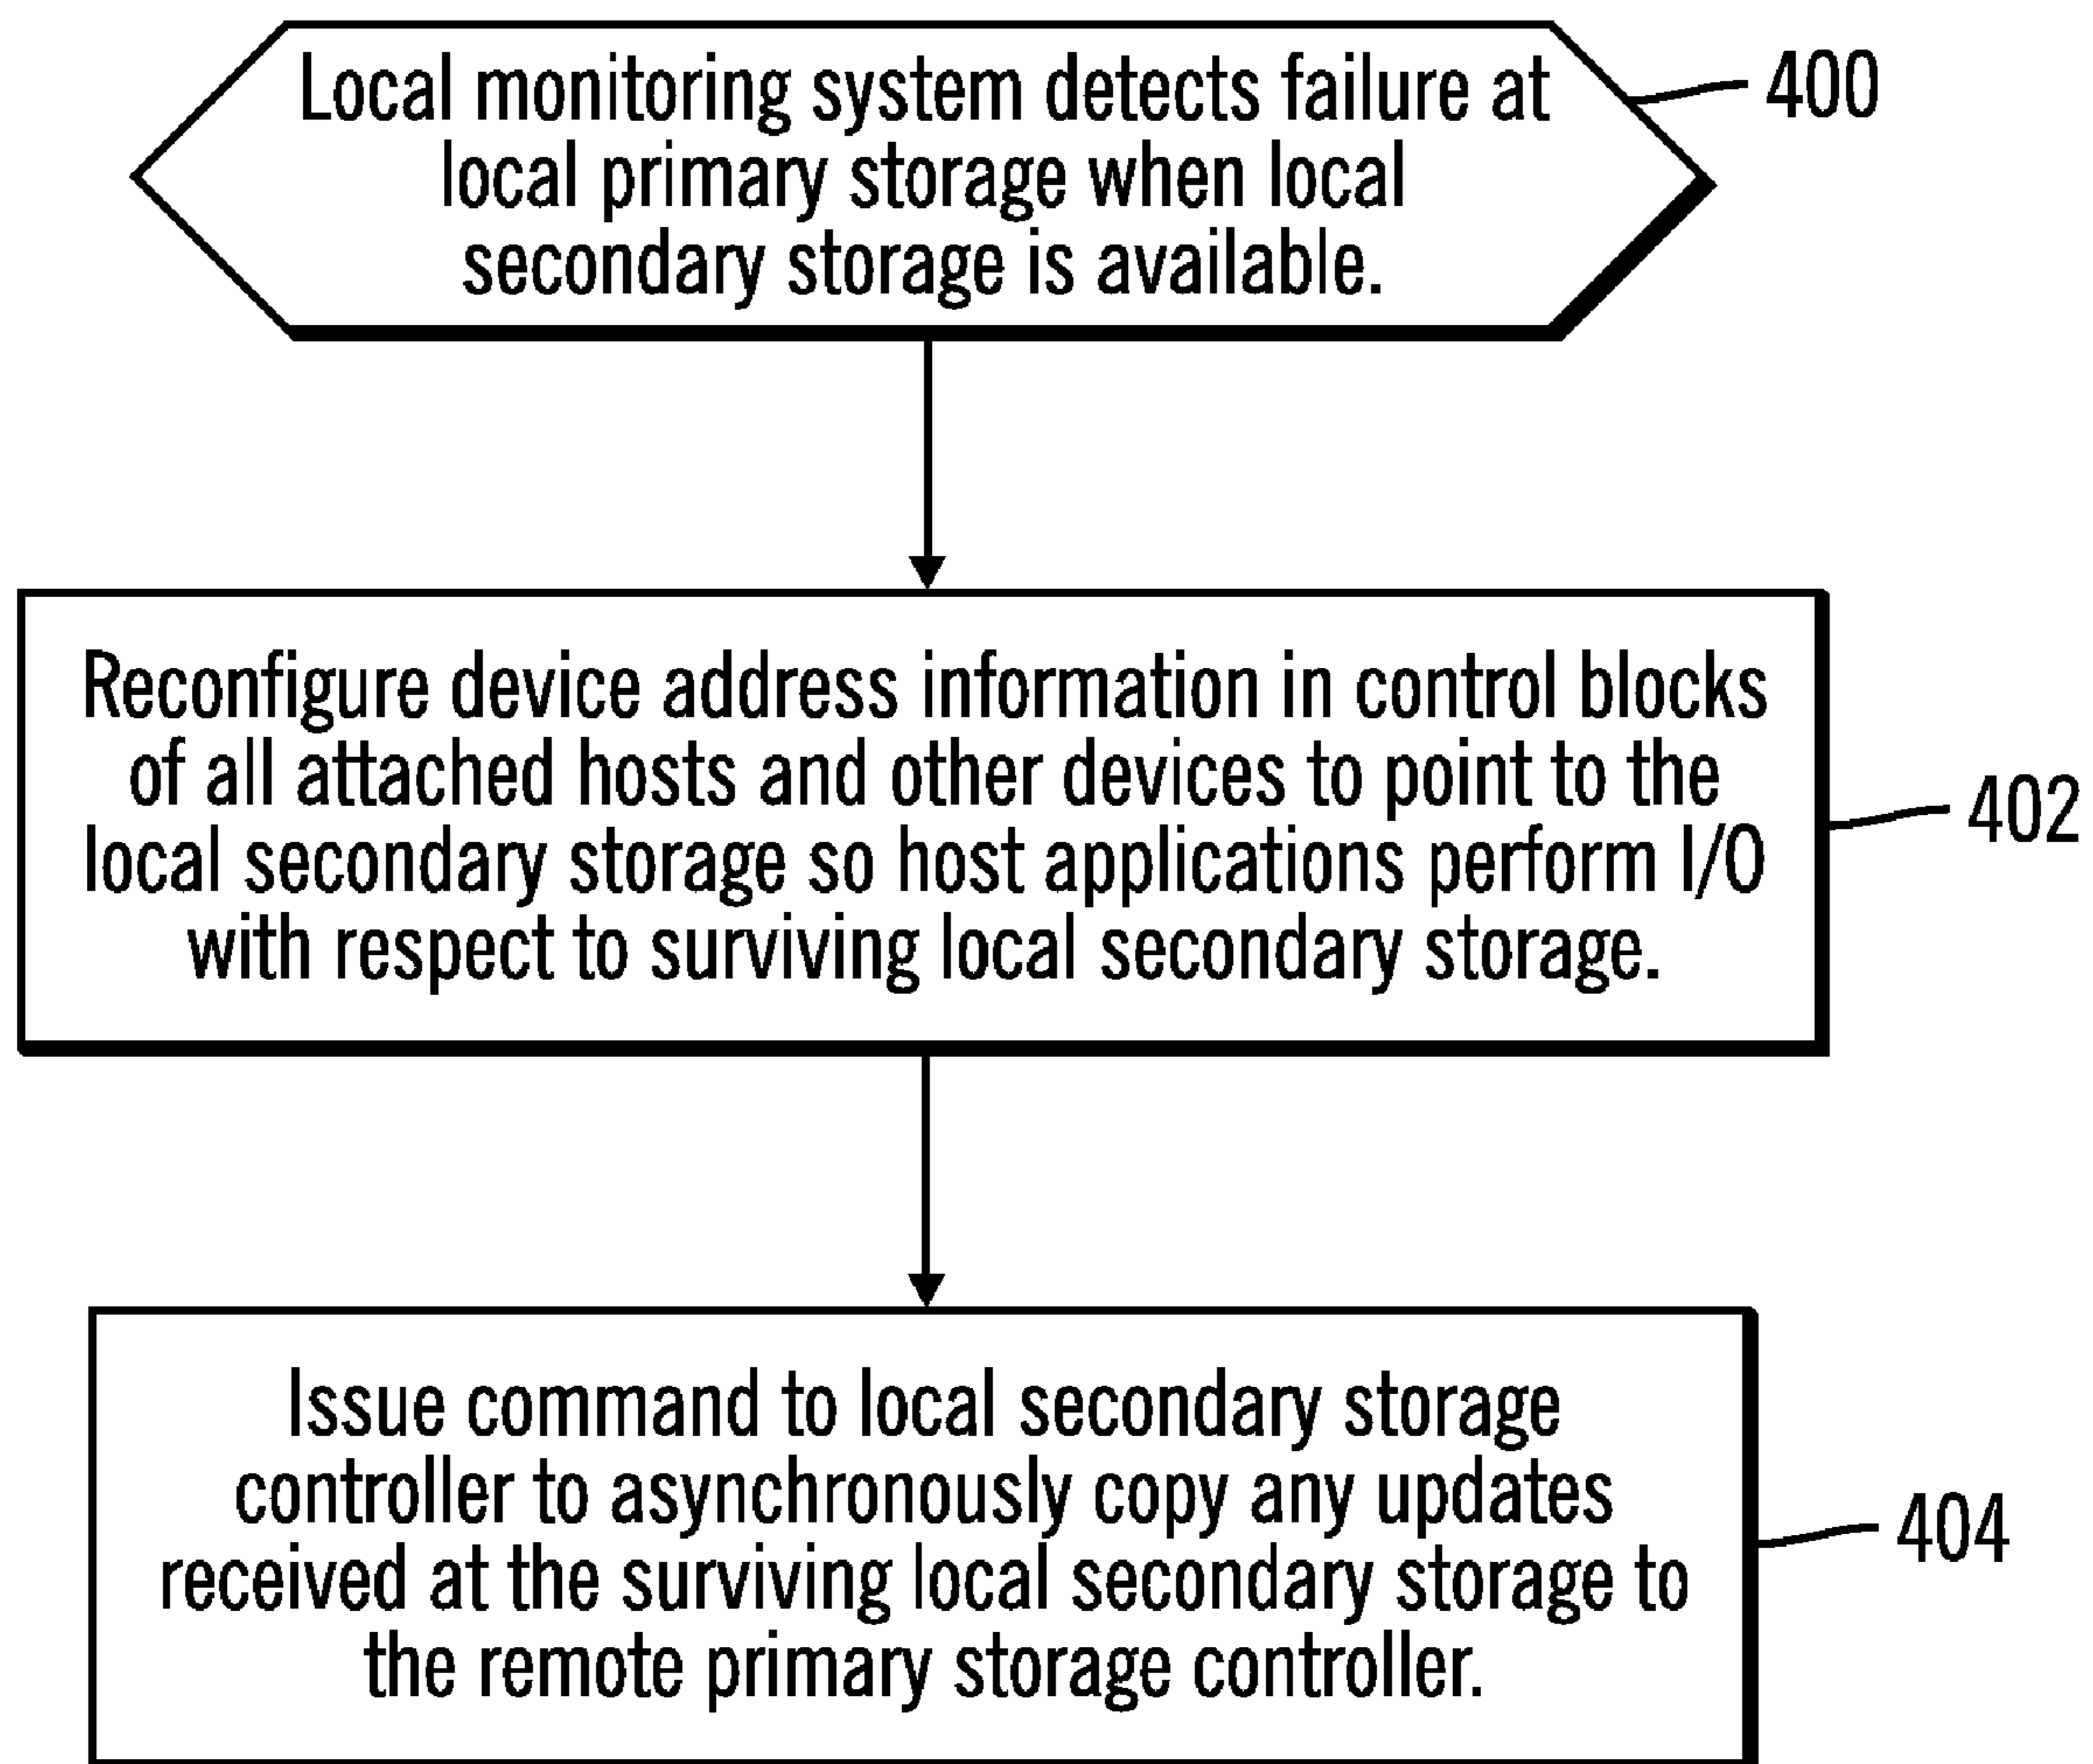 Local monitoring system detects failure at
400
local primary storage when local
secondary storage is available.
Reconfigure device address information in control blocks
of all attached hosts and other devices to point to the
402
local secondary storage so host applications perform I/O
with respect to surviving local secondary storage.
Issue command to local secondary storage
controller to asynchronously copy any updates
404
received at the surviving local secondary storage to
the remote primary storage controller.